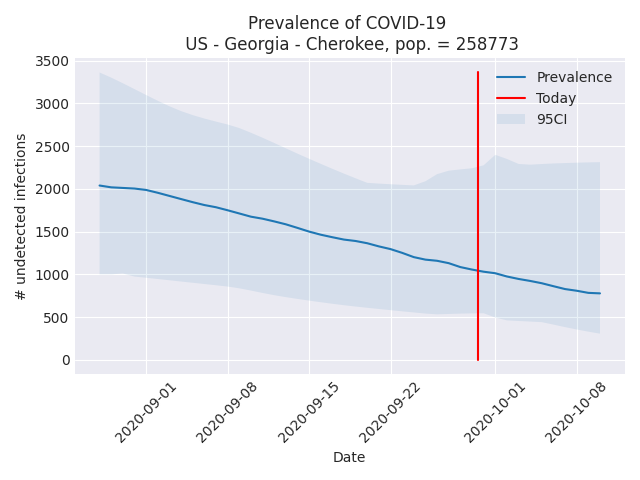 Prevalence of COVID-19
US - Georgia - Cherokee, pop. = 258773
3500
3000
2500
2000
1500
1000
500
0
# undetected infections
Prevalence
Today
95CI
2020-09-01
2020-09-08
2020-09-15
2020-09-22
2020-10-01
2020-10-08
Date